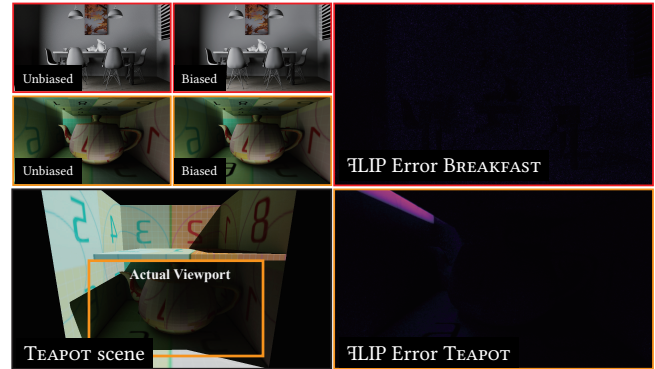 Unbiased
Biased
Unbiased
Biased
ꟻLIP Error BREAKFAST
Actual Viewport
TEAPOT scene
ꟻLIP Error TEAPOT